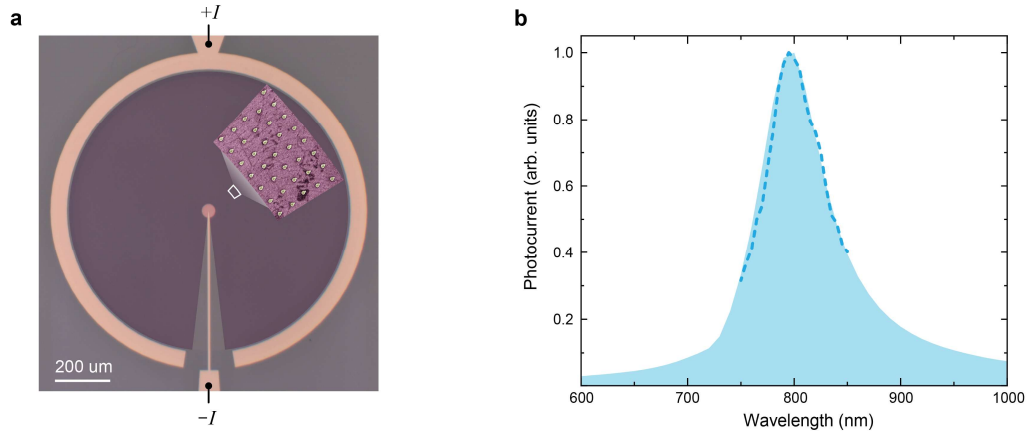 a
+I
200 um
−I
b
Photocurrent (arb. units)
1.0
0.8
0.6
0.4
0.2
600 700 800 900 1000
Wavelength (nm)